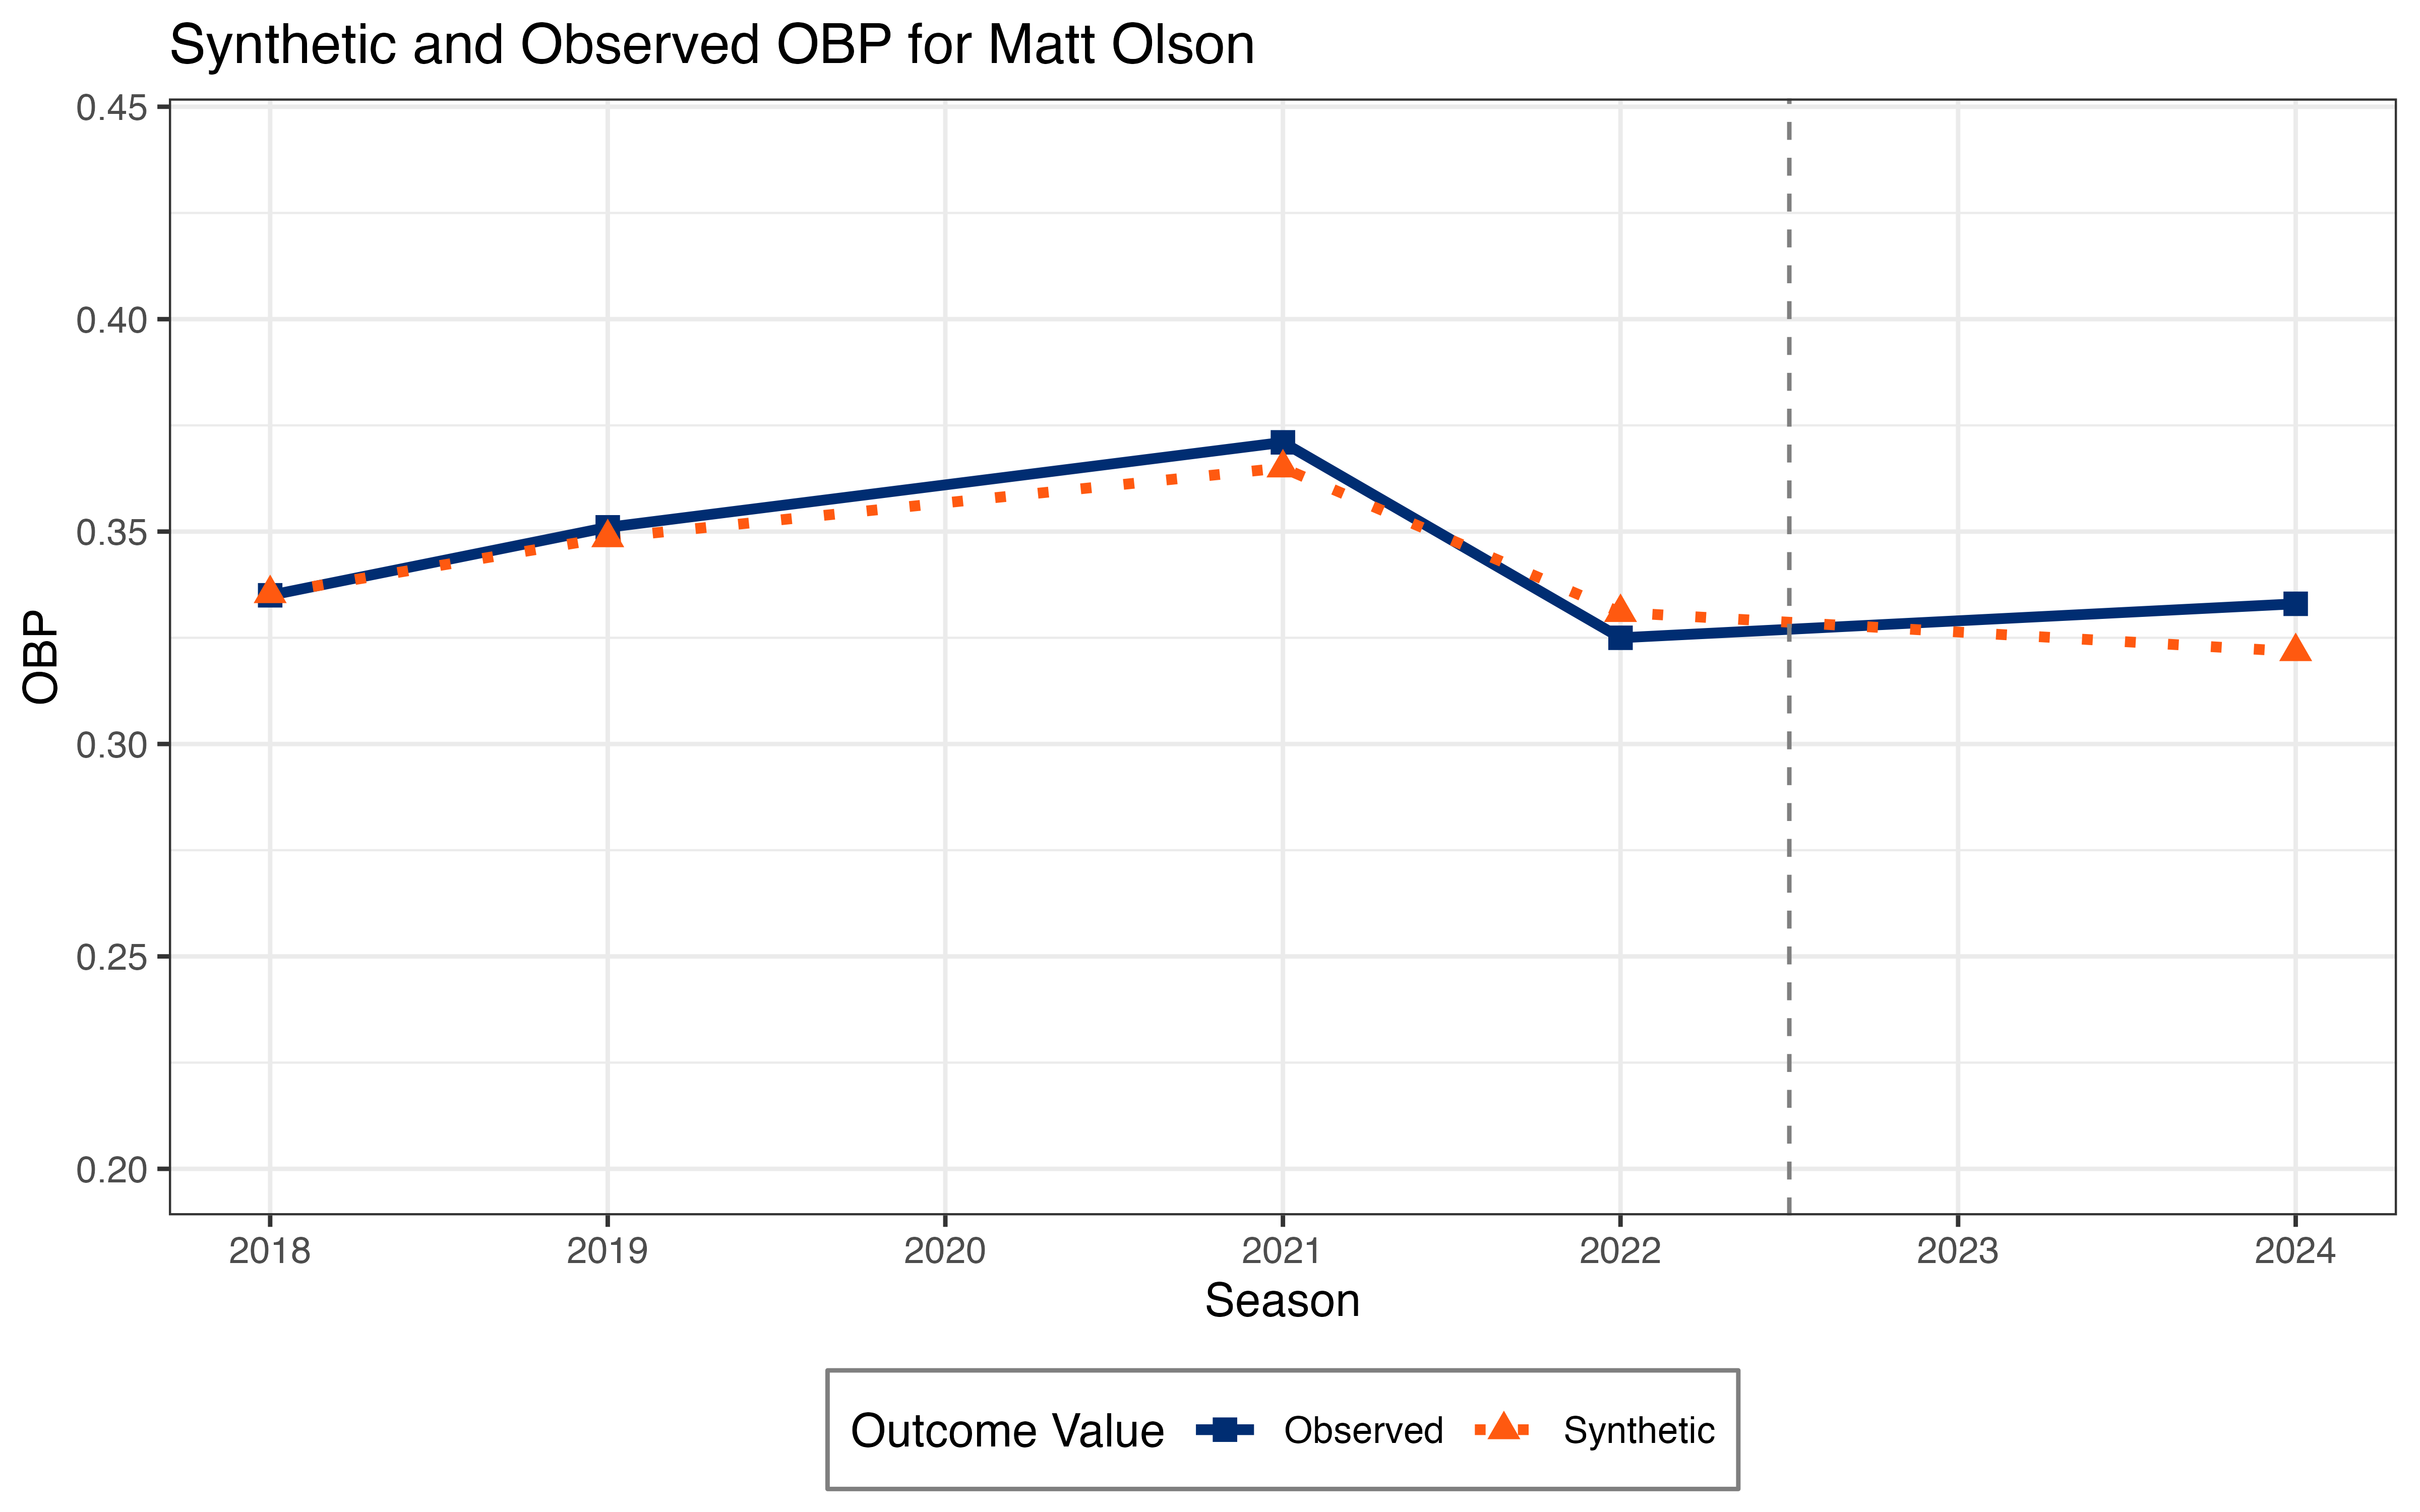 Synthetic and Observed OBP for Matt Olson
0.45
0.40
0.35
0.30
0.25
0.20
OBP
2018 2019 2020 2021 2022 2023 2024
Season
Outcome Value Observed Synthetic